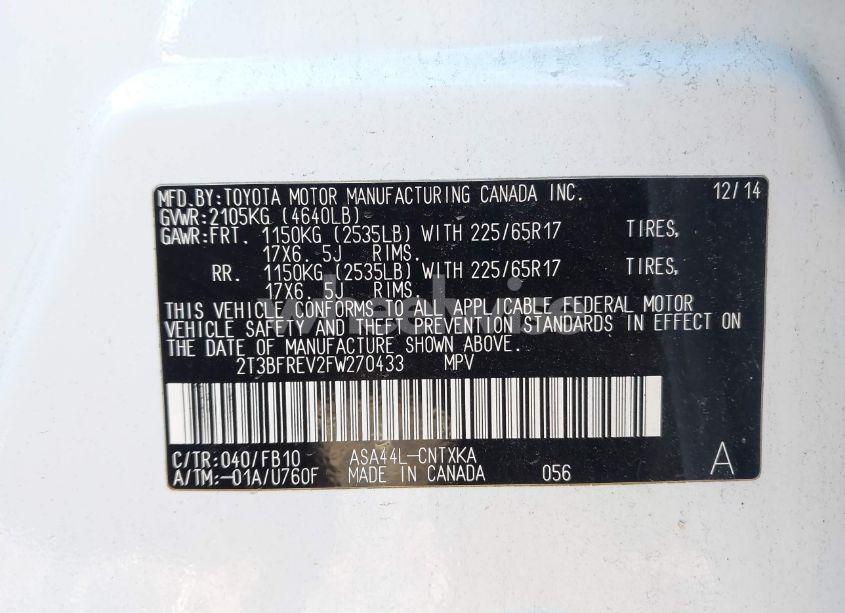 MFD.BY:TOYOTA MOTOR MANUFACTURING CANADA INC. 12/14
GVWR:2105KG (4640LB)
GAWR:FRT. 1150KG (2535LB) WITH 225/65R17 TIRES,
17X6. 5J RIMS.
RR. 1150KG (2535LB) WITH 225/65R17 TIRES,
17X6. 5J RIMS.
THIS VEHICLE CONFORMS TO ALL APPLICABLE FEDERAL MOTOR
VEHICLE SAFETY AND THEFT PREVENTION STANDARDS IN EFFECT ON
THE DATE OF MANUFACTURE SHOWN ABOVE.
2T3BFREV2FW270433 MPV
C/TR:040/FB10 ASA44L-CNTXKA
A/TM:-01A/U760F MADE IN CANADA 056 A